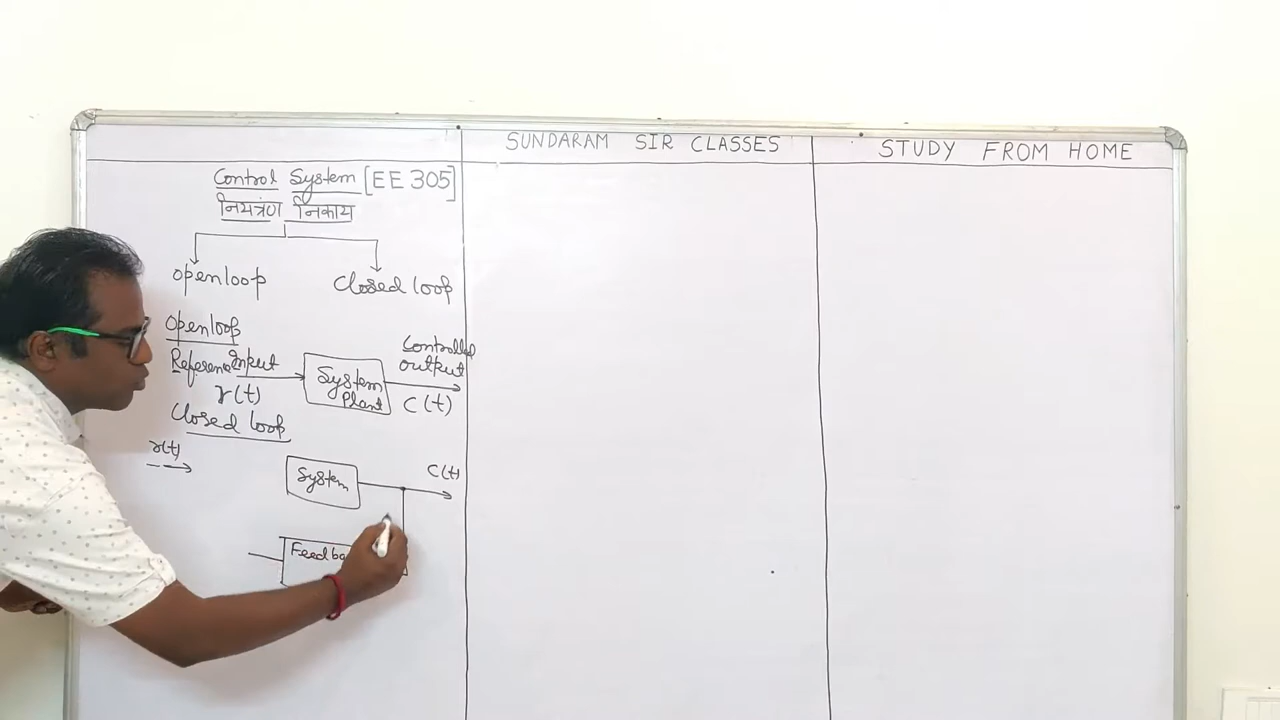 SUNDARAM SIR CLASSES
STUDY FROM HOME
Control System [EE 305]
नियंत्रण निकाय
openloop
Closed loop
Openloop
Reference Input
r(t)
System
Plant
Controlled
output
C(t)
Closed loop
r(t)
System
C(t)